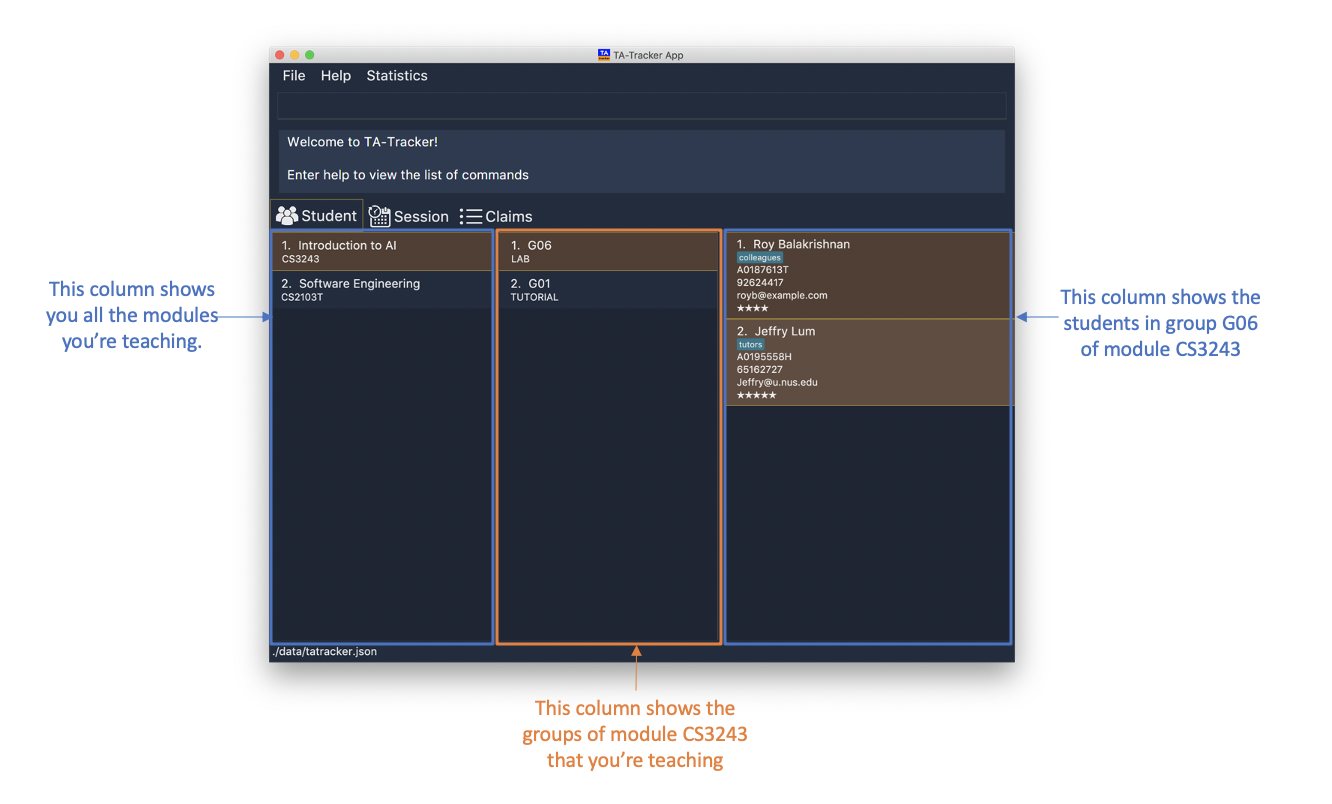 TA-Tracker App
File Help Statistics
Welcome to TA-Tracker!
Enter help to view the list of commands
Student Session Claims
1. Introduction to AI
CS3243
2. Software Engineering
CS2103T
1. G06
LAB
2. G01
TUTORIAL
1. Roy Balakrishnan
colleagues
A0187613T
92624417
royb@example.com
★★★★
2. Jeffry Lum
tutors
A0195558H
65162727
Jeffry@u.nus.edu
★★★★★
./data/tatracker.json
This column shows
you all the modules
you’re teaching.
This column shows the
students in group G06
of module CS3243
This column shows the
groups of module CS3243
that you’re teaching